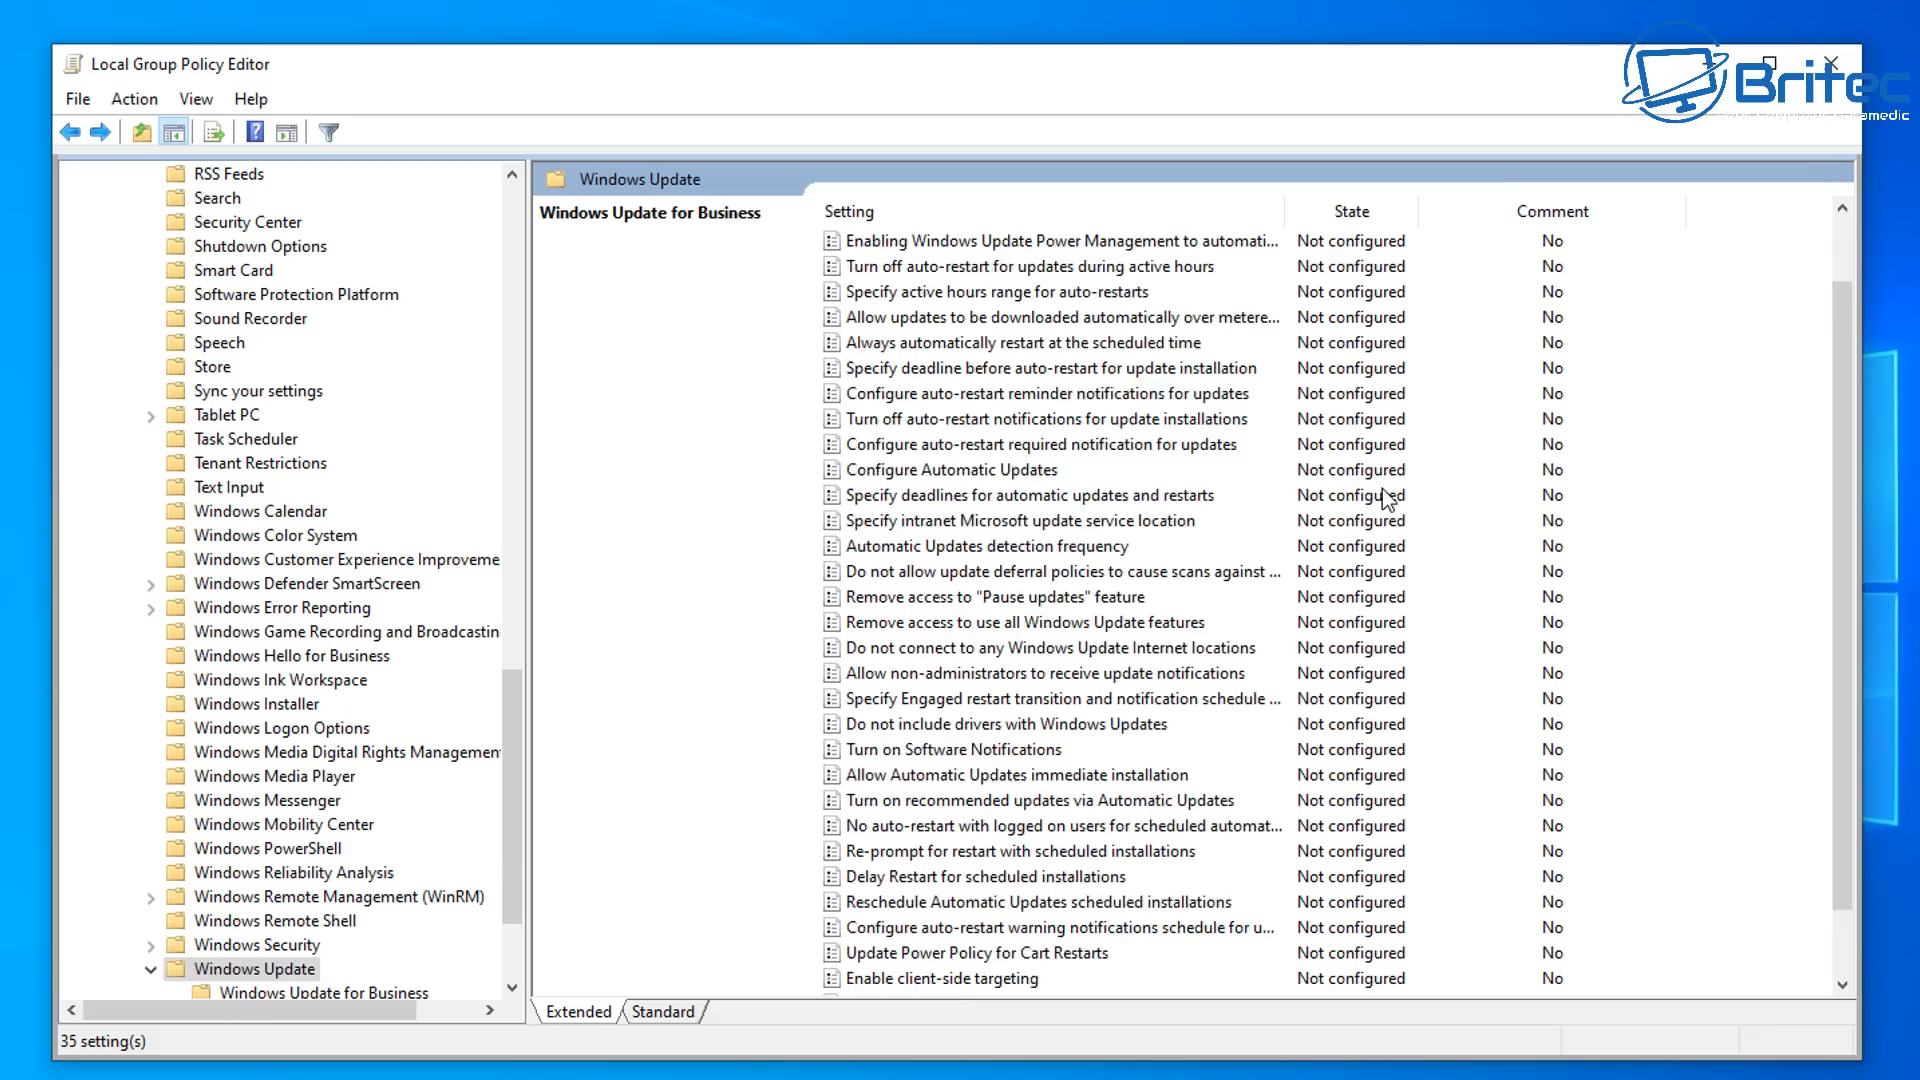 Local Group Policy Editor
File Action View Help
Britec
RSS Feeds
Search
Security Center
Shutdown Options
Smart Card
Software Protection Platform
Sound Recorder
Speech
Store
Sync your settings
Tablet PC
Task Scheduler
Tenant Restrictions
Text Input
Windows Calendar
Windows Color System
Windows Customer Experience Improveme
Windows Defender SmartScreen
Windows Error Reporting
Windows Game Recording and Broadcastin
Windows Hello for Business
Windows Ink Workspace
Windows Installer
Windows Logon Options
Windows Media Digital Rights Managemen
Windows Media Player
Windows Messenger
Windows Mobility Center
Windows PowerShell
Windows Reliability Analysis
Windows Remote Management (WinRM)
Windows Remote Shell
Windows Security
Windows Update
Windows Update for Business
Windows Update
Windows Update for Business
Setting State Comment
Enabling Windows Update Power Management to automati... Not configured No
Turn off auto-restart for updates during active hours Not configured No
Specify active hours range for auto-restarts Not configured No
Allow updates to be downloaded automatically over metere... Not configured No
Always automatically restart at the scheduled time Not configured No
Specify deadline before auto-restart for update installation Not configured No
Configure auto-restart reminder notifications for updates Not configured No
Turn off auto-restart notifications for update installations Not configured No
Configure auto-restart required notification for updates Not configured No
Configure Automatic Updates Not configured No
Specify deadlines for automatic updates and restarts Not configured No
Specify intranet Microsoft update service location Not configured No
Automatic Updates detection frequency Not configured No
Do not allow update deferral policies to cause scans against ... Not configured No
Remove access to "Pause updates" feature Not configured No
Remove access to use all Windows Update features Not configured No
Do not connect to any Windows Update Internet locations Not configured No
Allow non-administrators to receive update notifications Not configured No
Specify Engaged restart transition and notification schedule ... Not configured No
Do not include drivers with Windows Updates Not configured No
Turn on Software Notifications Not configured No
Allow Automatic Updates immediate installation Not configured No
Turn on recommended updates via Automatic Updates Not configured No
No auto-restart with logged on users for scheduled automat... Not configured No
Re-prompt for restart with scheduled installations Not configured No
Delay Restart for scheduled installations Not configured No
Reschedule Automatic Updates scheduled installations Not configured No
Configure auto-restart warning notifications schedule for u... Not configured No
Update Power Policy for Cart Restarts Not configured No
Enable client-side targeting Not configured No
Extended Standard
35 setting(s)